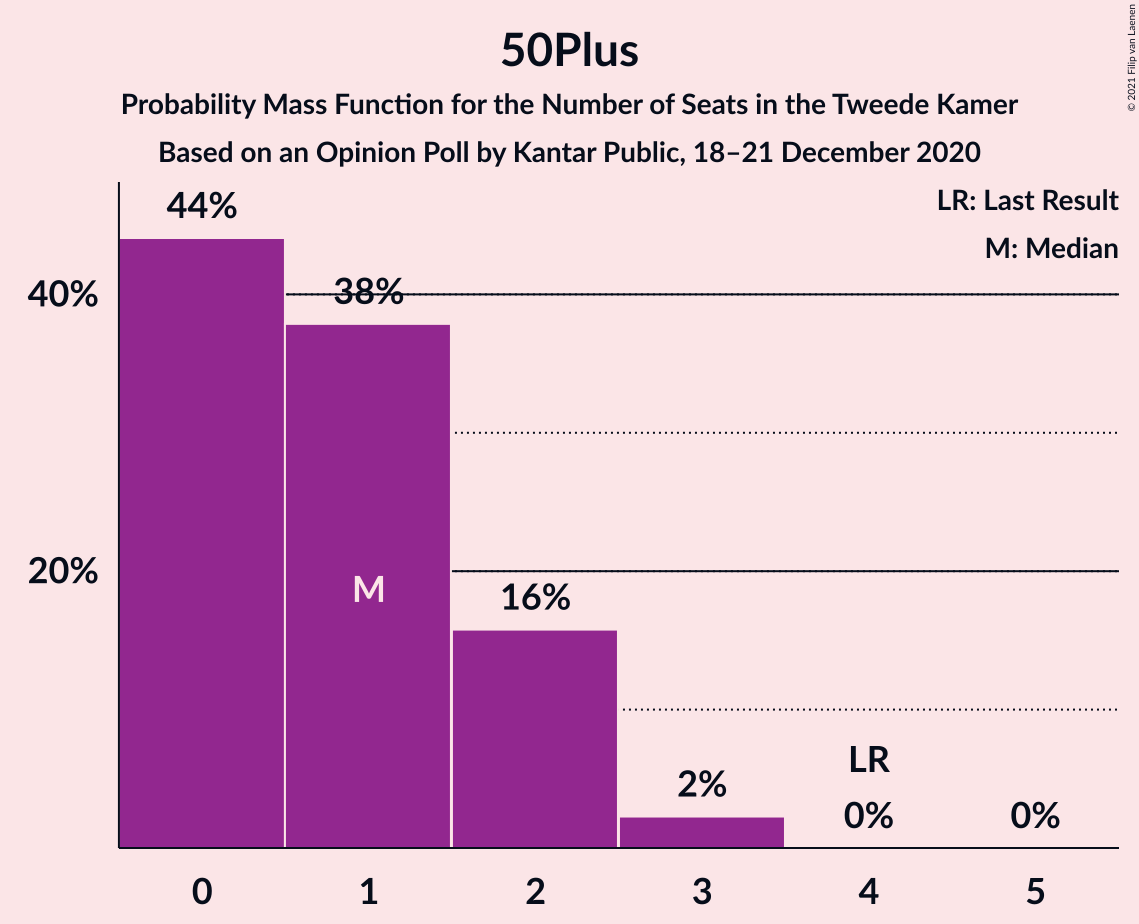 50Plus
Probability Mass Function for the Number of Seats in the Tweede Kamer
Based on an Opinion Poll by Kantar Public, 18–21 December 2020
© 2021 Filip van Laenen
LR: Last Result
M: Median
44%
38%
16%
2%
0%
0%
LR
M
40%
20%
0 1 2 3 4 5